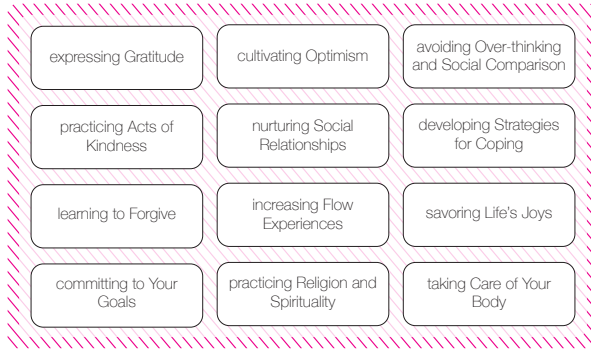 expressing Gratitude
cultivating Optimism
avoiding Over-thinking
and Social Comparison
practicing Acts of
Kindness
nurturing Social
Relationships
developing Strategies
for Coping
learning to Forgive
increasing Flow
Experiences
savoring Life's Joys
committing to Your
Goals
practicing Religion and
Spirituality
taking Care of Your
Body